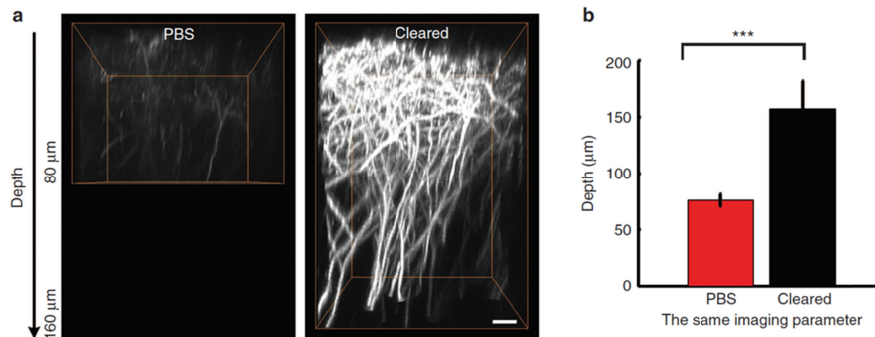 a
PBS
Cleared
Depth
80 μm
160 μm
b
***
200
150
100
50
0
Depth (μm)
PBS
Cleared
The same imaging parameter